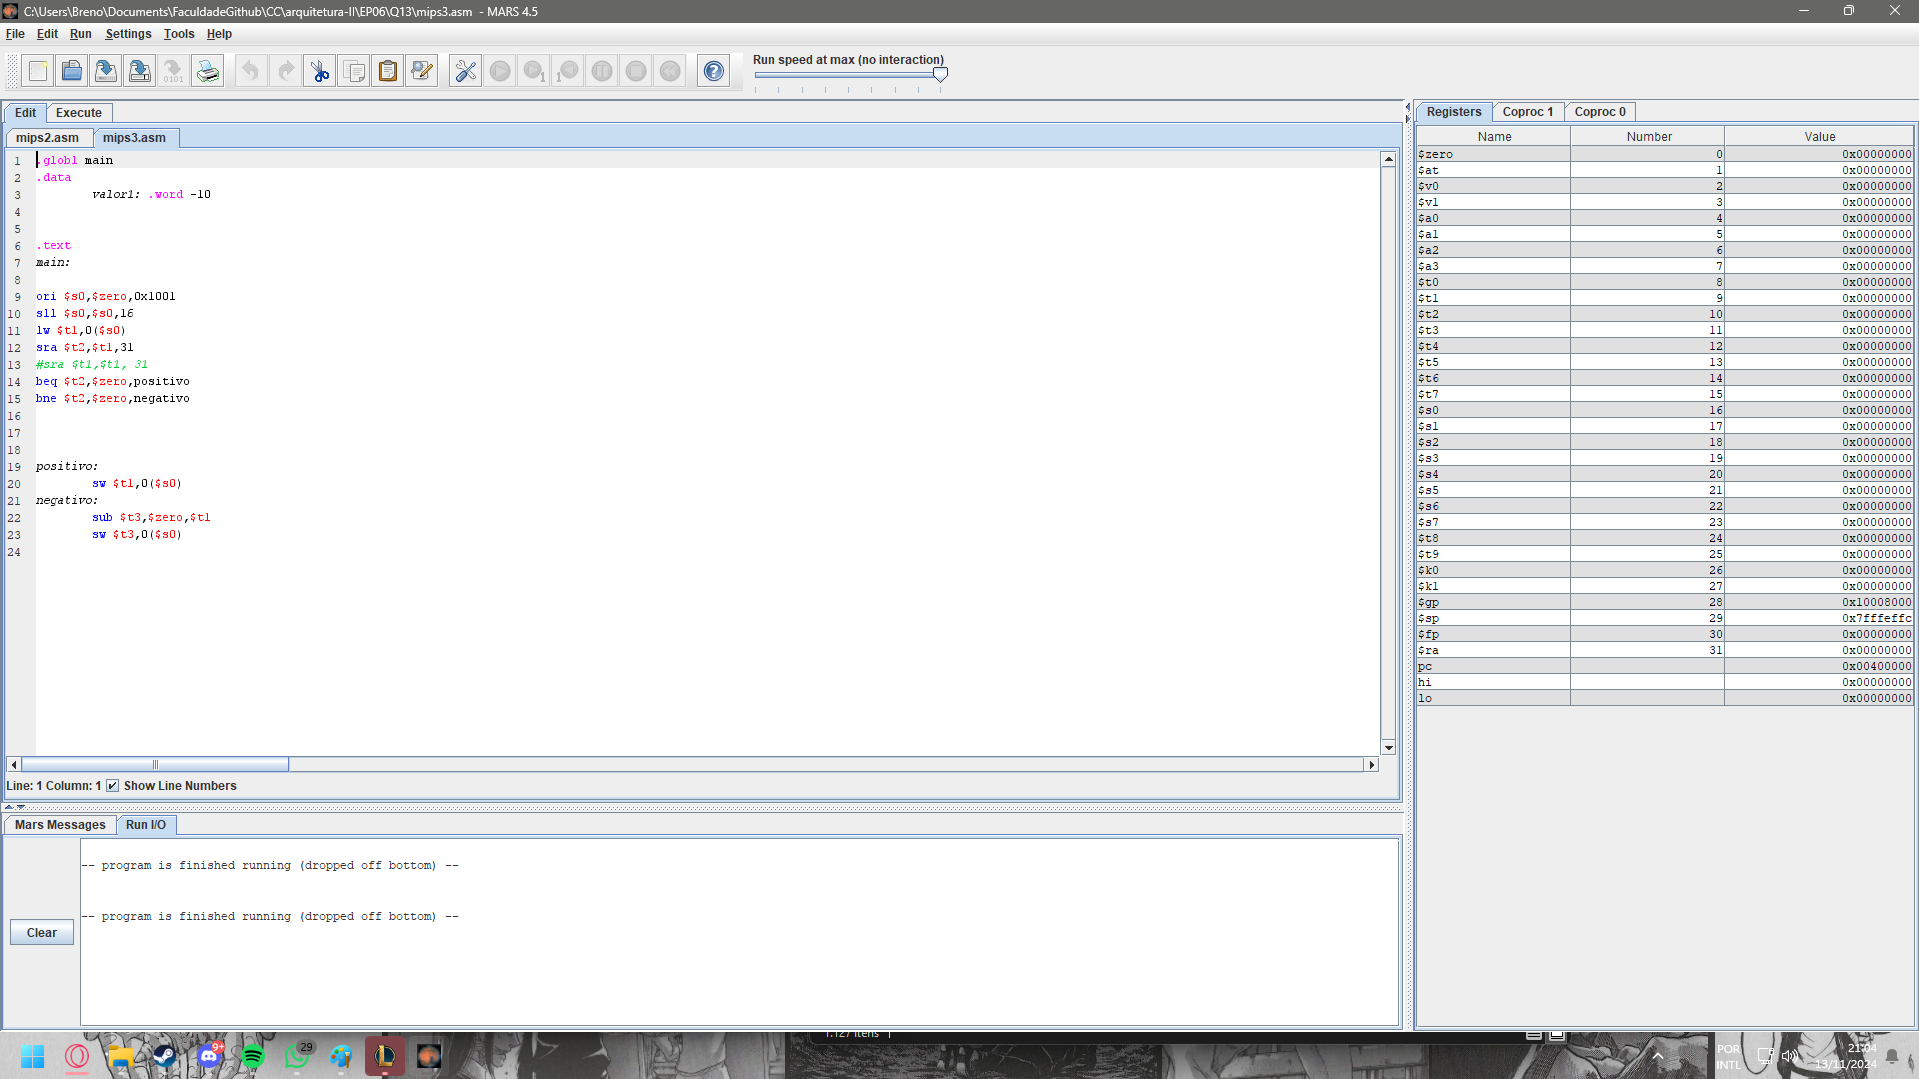 C:\Users\Breno\Documents\FaculdadeGithub\CC\arquitetura-II\EP06\Q13\mips3.asm - MARS 4.5
File Edit Run Settings Tools Help
Run speed at max (no interaction)
Edit Execute
mips2.asm mips3.asm
1 .globl main
2 .data
3 valor1: .word -10
4
5
6 .text
7 main:
8
9 ori $s0,$zero,0x1001
10 sll $s0,$s0,16
11 lw $t1,0($s0)
12 sra $t2,$t1,31
13 #sra $t1,$t1, 31
14 beq $t2,$zero,positivo
15 bne $t2,$zero,negativo
16
17
18
19 positivo:
20 sw $t1,0($s0)
21 negativo:
22 sub $t3,$zero,$t1
23 sw $t3,0($s0)
24
Line: 1 Column: 1 Show Line Numbers
Mars Messages Run I/O
-- program is finished running (dropped off bottom) --
-- program is finished running (dropped off bottom) --
Clear
Registers Coproc 1 Coproc 0
Name Number Value
$zero 0 0x00000000
$at 1 0x00000000
$v0 2 0x00000000
$v1 3 0x00000000
$a0 4 0x00000000
$a1 5 0x00000000
$a2 6 0x00000000
$a3 7 0x00000000
$t0 8 0x00000000
$t1 9 0x00000000
$t2 10 0x00000000
$t3 11 0x00000000
$t4 12 0x00000000
$t5 13 0x00000000
$t6 14 0x00000000
$t7 15 0x00000000
$s0 16 0x00000000
$s1 17 0x00000000
$s2 18 0x00000000
$s3 19 0x00000000
$s4 20 0x00000000
$s5 21 0x00000000
$s6 22 0x00000000
$s7 23 0x00000000
$t8 24 0x00000000
$t9 25 0x00000000
$k0 26 0x00000000
$k1 27 0x00000000
$gp 28 0x10008000
$sp 29 0x7fffeffc
$fp 30 0x00000000
$ra 31 0x00000000
pc 0x00400000
hi 0x00000000
lo 0x00000000
1.127 itens
9+ 29
POR
INTL
21:04
13/11/2024